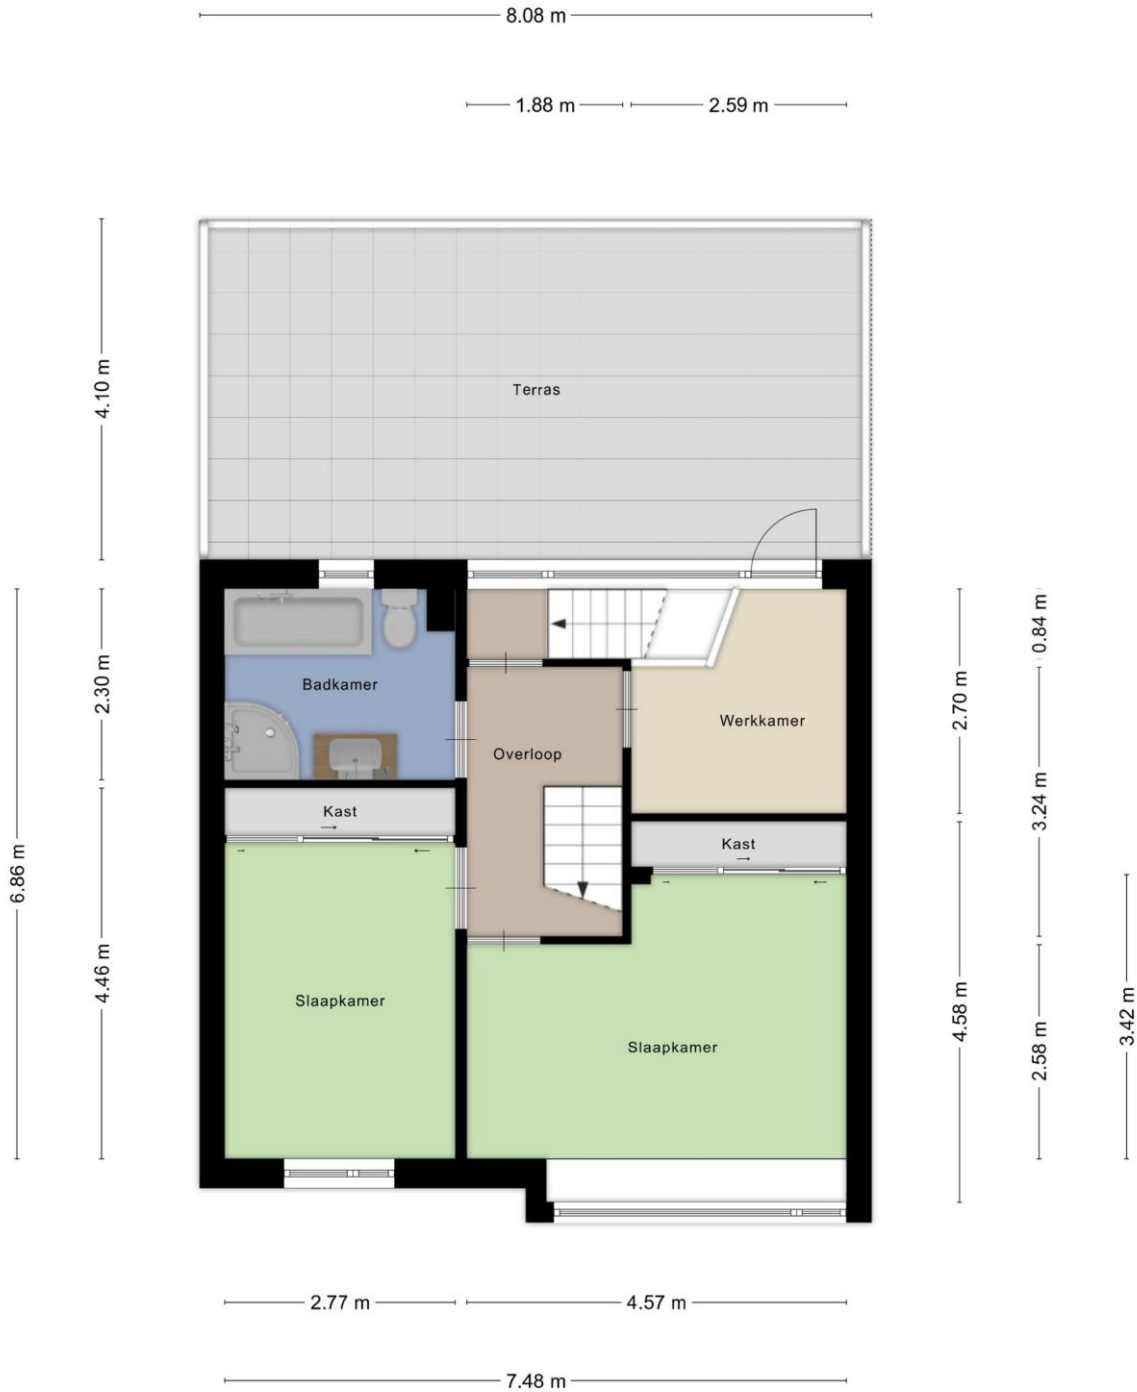 8.08 m
1.88 m
2.59 m
4.10 m
Terras
6.86 m
2.30 m
Badkamer
Werkkamer
Overloop
2.70 m
0.84 m
3.24 m
Kast
Kast
4.46 m
Slaapkamer
Slaapkamer
4.58 m
2.58 m
3.42 m
2.77 m
4.57 m
7.48 m